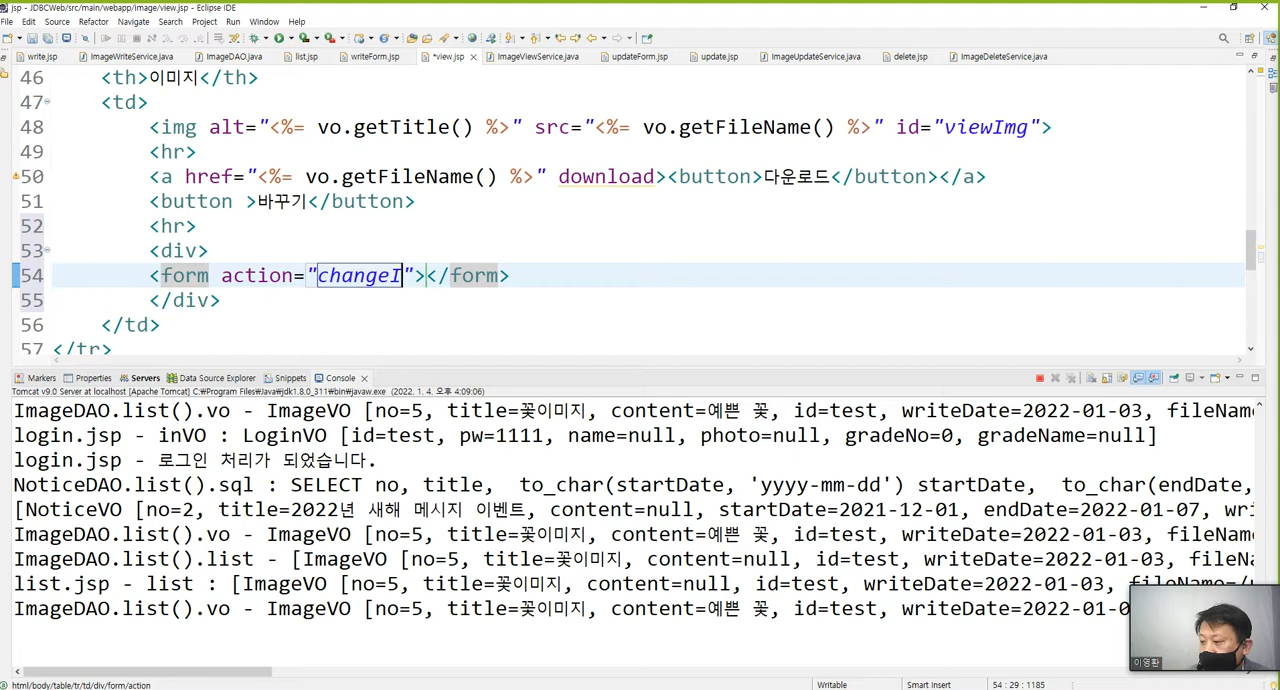 jsp - JDBCWeb/src/main/webapp/image/view.jsp - Eclipse IDE
File Edit Source Refactor Navigate Search Project Run Window Help
write.jsp ImageWriteService.java ImageDAO.java list.jsp writeForm.jsp *view.jsp ImageViewService.java updateForm.jsp update.jsp ImageUpdateService.java delete.jsp ImageDeleteService.java
46 <th>이미지</th>
47 <td>
48 <img alt="<%= vo.getTitle() %>" src="<%= vo.getFileName() %>" id="viewImg">
49 <hr>
50 <a href="<%= vo.getFileName() %>" download><button>다운로드</button></a>
51 <button >바꾸기</button>
52 <hr>
53 <div>
54 <form action="changeI"></form>
55 </div>
56 </td>
57 </tr>
Markers Properties Servers Data Source Explorer Snippets Console
Tomcat v9.0 Server at localhost [Apache Tomcat] C:\Program Files\Java\jdk1.8.0_311\bin\javaw.exe (2022. 1. 4. 오후 4:09:06)
ImageDAO.list().vo - ImageVO [no=5, title=꽃이미지, content=예쁜 꽃, id=test, writeDate=2022-01-03, fileName
login.jsp - inVO : LoginVO [id=test, pw=1111, name=null, photo=null, gradeNo=0, gradeName=null]
login.jsp - 로그인 처리가 되었습니다.
NoticeDAO.list().sql : SELECT no, title, to_char(startDate, 'yyyy-mm-dd') startDate, to_char(endDate,
[NoticeVO [no=2, title=2022년 새해 메시지 이벤트, content=null, startDate=2021-12-01, endDate=2022-01-07, wri
ImageDAO.list().vo - ImageVO [no=5, title=꽃이미지, content=예쁜 꽃, id=test, writeDate=2022-01-03, fileName
ImageDAO.list().list - [ImageVO [no=5, title=꽃이미지, content=null, id=test, writeDate=2022-01-03, fileName
list.jsp - list : [ImageVO [no=5, title=꽃이미지, content=null, id=test, writeDate=2022-01-03, fileName=/u
ImageDAO.list().vo - ImageVO [no=5, title=꽃이미지, content=예쁜 꽃, id=test, writeDate=2022-01-0
이영환
html/body/table/tr/td/div/form/action Writable Smart Insert 54 : 29 : 1185